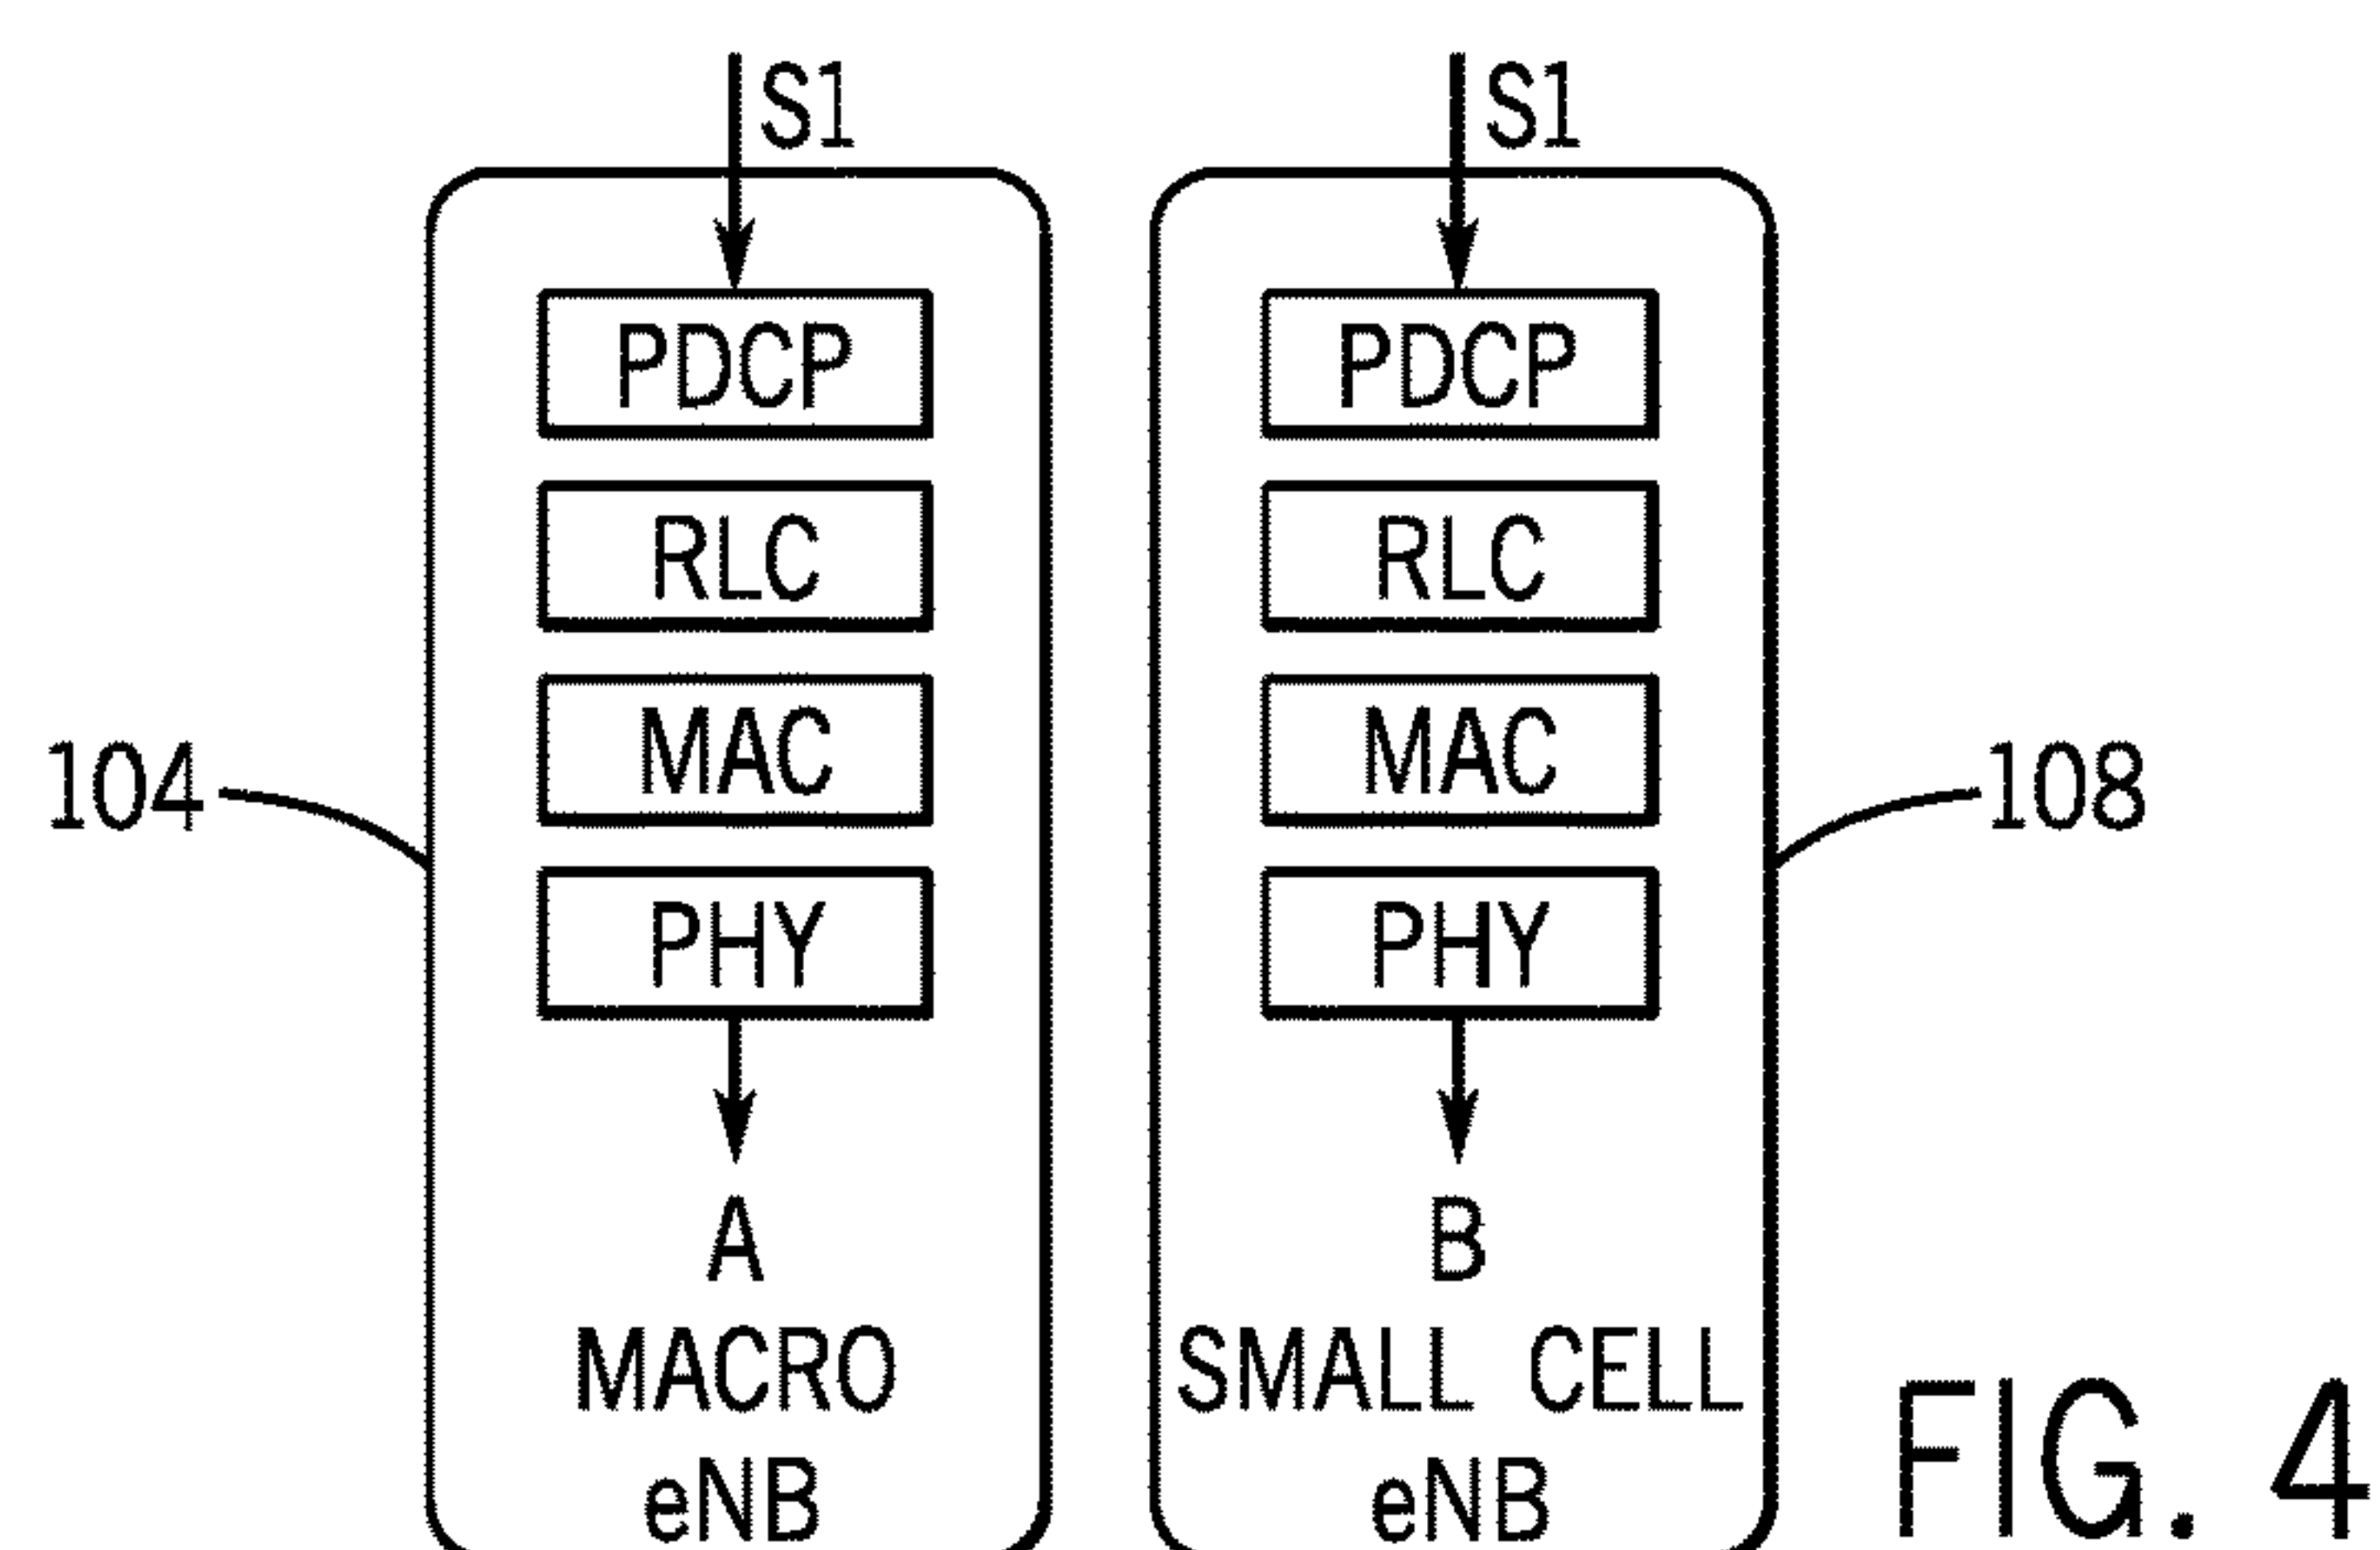 S1 S1
PDCP PDCP
RLC RLC
MAC MAC
104 108
PHY PHY
A B
MACRO SMALL CELL
eNB eNB
FIG. 4